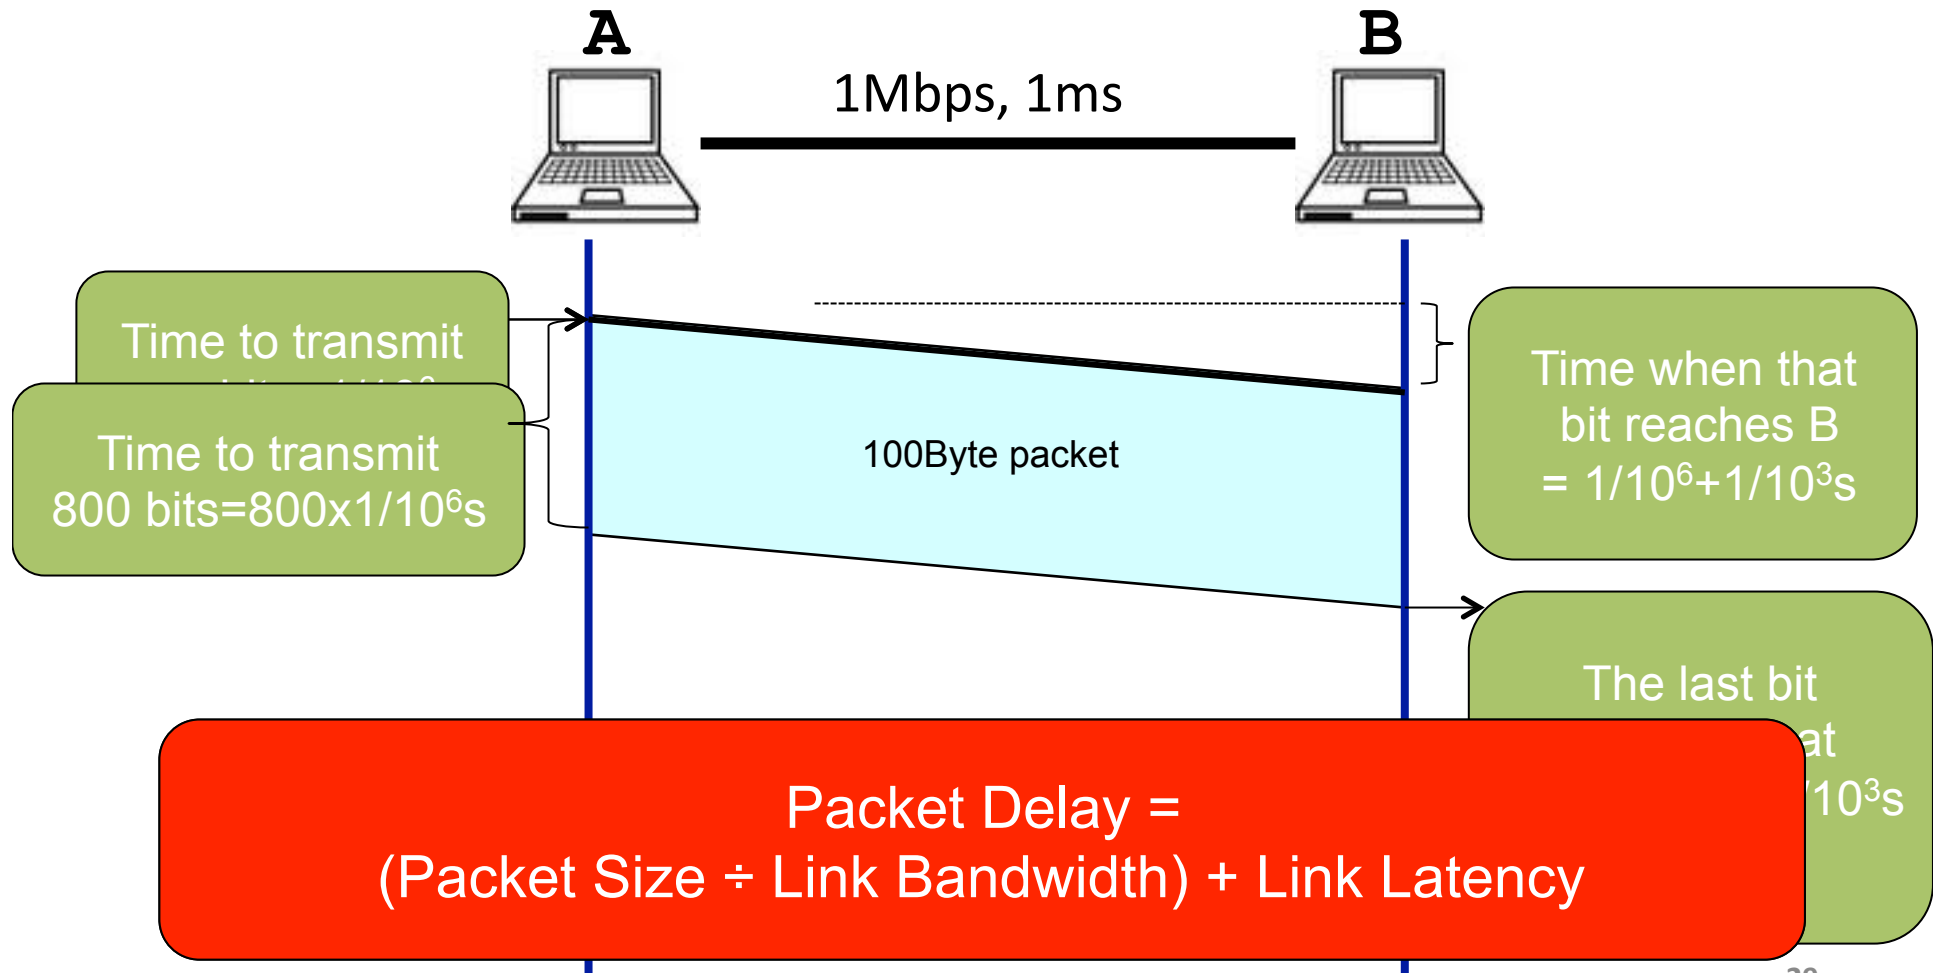 A
B
1Mbps, 1ms
Time to transmit
Time to transmit
800 bits=800x1/10⁶s
100Byte packet
Time when that
bit reaches B
= 1/10⁶+1/10³s
The last bit
at
/10³s
Packet Delay =
(Packet Size ÷ Link Bandwidth) + Link Latency